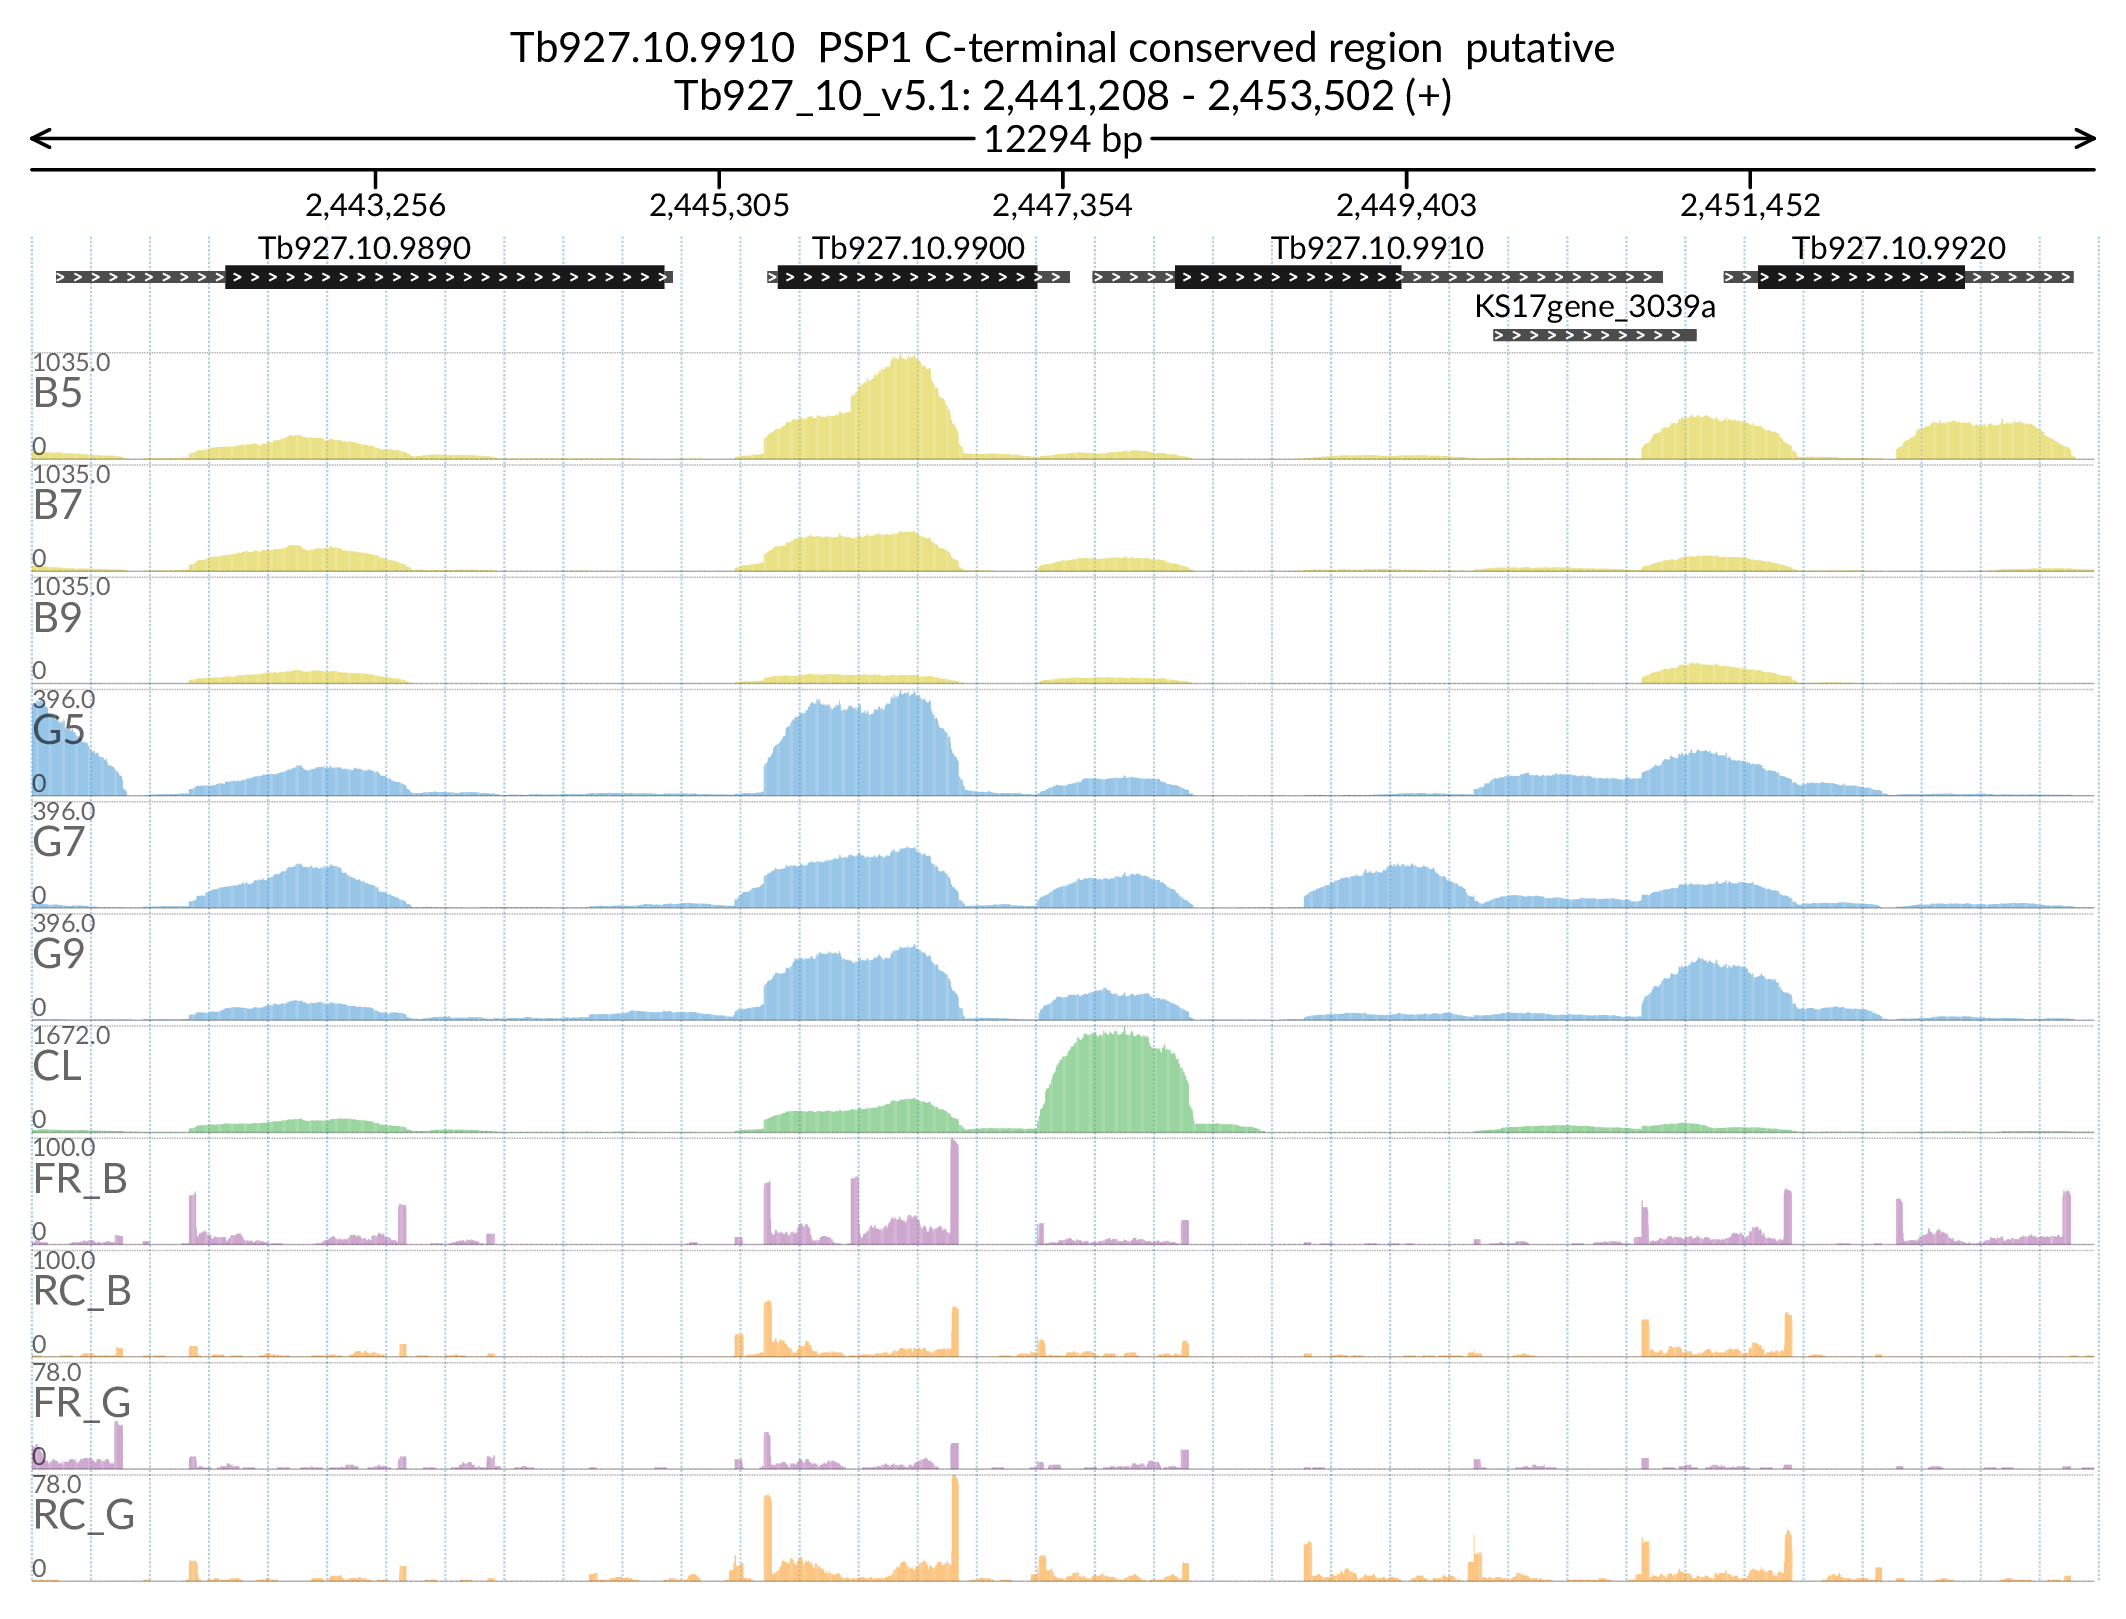 Tb927.10.9910  PSP1 C-terminal conserved region  putative
Tb927_10_v5.1: 2,441,208 - 2,453,502 (+)
12294 bp
2,443,256 2,445,305 2,447,354 2,449,403 2,451,452
Tb927.10.9890 Tb927.10.9900 Tb927.10.9910 Tb927.10.9920
KS17gene_3039a
1035.0
B5
0
1035.0
B7
0
1035.0
B9
0
396.0
G5
0
396.0
G7
0
396.0
G9
0
1672.0
CL
0
100.0
FR_B
0
100.0
RC_B
0
78.0
FR_G
0
78.0
RC_G
0